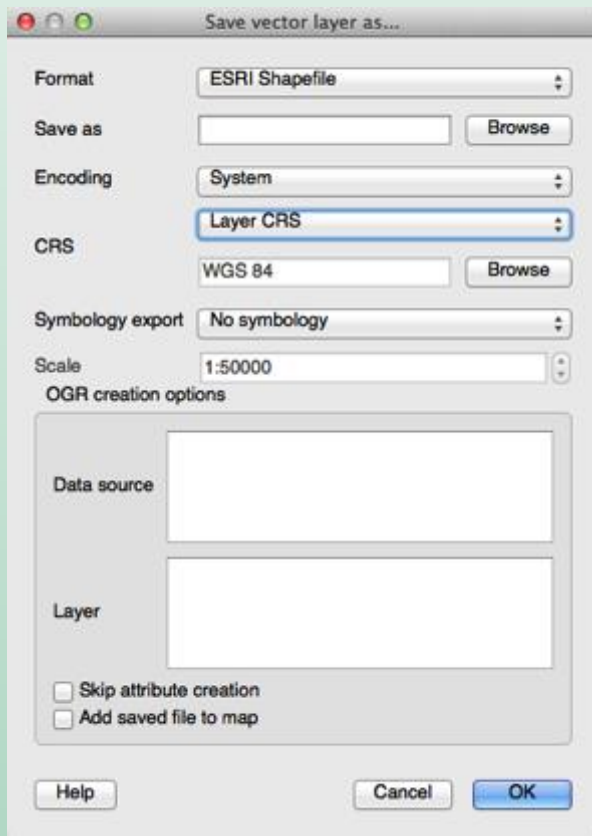 Save vector layer as...
Format ESRI Shapefile
Save as Browse
Encoding System
Layer CRS
CRS
WGS 84 Browse
Symbology export No symbology
Scale 1:50000
OGR creation options
Data source
Layer
Skip attribute creation
Add saved file to map
Help Cancel OK